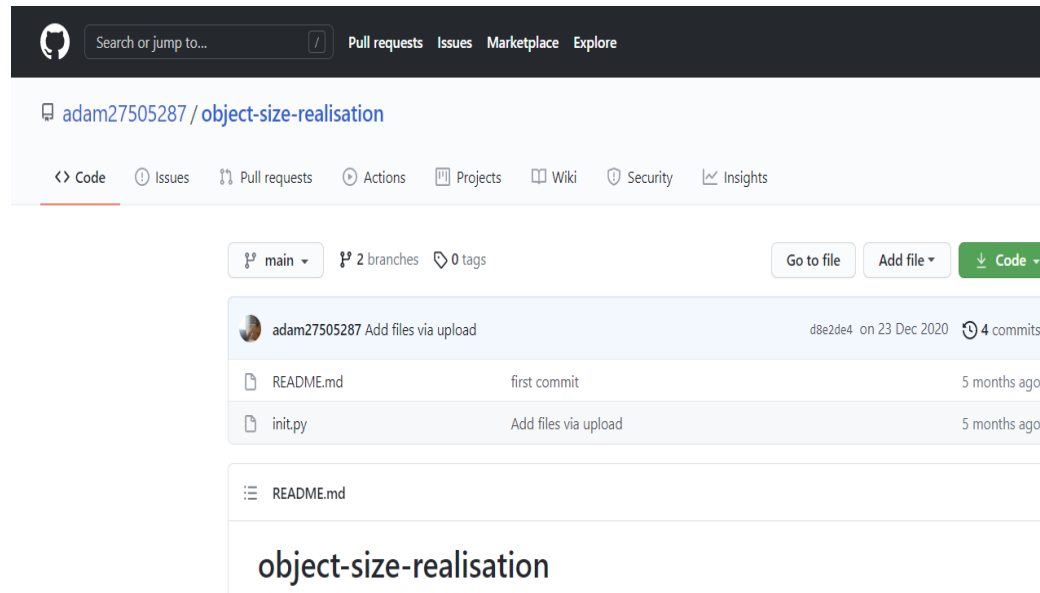 Search or jump to... / Pull requests Issues Marketplace Explore
adam27505287 / object-size-realisation
<> Code Issues Pull requests Actions Projects Wiki Security Insights
main 2 branches 0 tags Go to file Add file Code
adam27505287 Add files via upload d8e2de4 on 23 Dec 2020 4 commits
README.md first commit 5 months ago
init.py Add files via upload 5 months ago
README.md
object-size-realisation